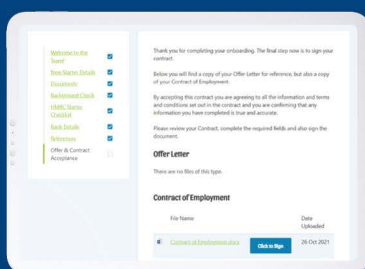 Welcome to the
Team!
New Starter Details
Documents
Background Check
HMRC Starter
Checklist
Bank Details
References
Offer & Contract
Acceptance
Thank you for completing your onboarding. The final step now is to sign your
contract.
Below you will find a copy of your Offer Letter for reference, but also a copy
of your Contract of Employment.
By accepting this contract you are agreeing to all the information and terms
and conditions set out in the contract and you are confirming that any
information you have completed is true and accurate.
Please review your Contract, complete the required fields and also sign the
document.
Offer Letter
There are no files of this type.
Contract of Employment
File Name
Date
Uploaded
Contract of Employment.docx
Click to Sign
26 Oct 2021